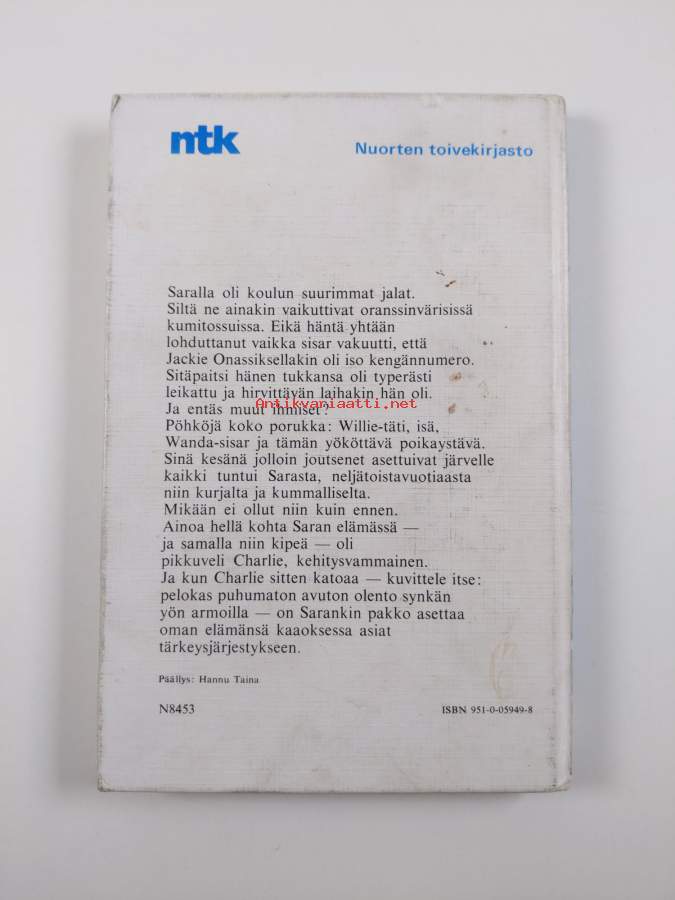 ntk
Nuorten toivekirjasto
Saralla oli koulun suurimmat jalat.
Siltä ne ainakin vaikuttivat oranssinvärisissä
kumitossuissa. Eikä häntä yhtään
lohduttanut vaikka sisar vakuutti, että
Jackie Onassiksellakin oli iso kengännumero.
Sitäpaitsi hänen tukkansa oli typerästi
leikattu ja hirvittävän laihakin hän oli.
Antikvariaatti.net
Ja entäs muut ihmiset?
Pöhköjä koko porukka: Willie-täti, isä,
Wanda-sisar ja tämän yököttävä poikaystävä.
Sinä kesänä jolloin joutsenet asettuivat järvelle
kaikki tuntui Sarasta, neljätoistavuotiaasta
niin kurjalta ja kummalliselta.
Mikään ei ollut niin kuin ennen.
Ainoa hellä kohta Saran elämässä —
ja samalla niin kipeä — oli
pikkuveli Charlie, kehitysvammainen.
Ja kun Charlie sitten katoaa — kuvittele itse:
pelokas puhumaton avuton olento synkän
yön armoilla — on Sarankin pakko asettaa
oman elämänsä kaaoksessa asiat
tärkeysjärjestykseen.
Päällys: Hannu Taina
N8453
ISBN 951-0-05949-8